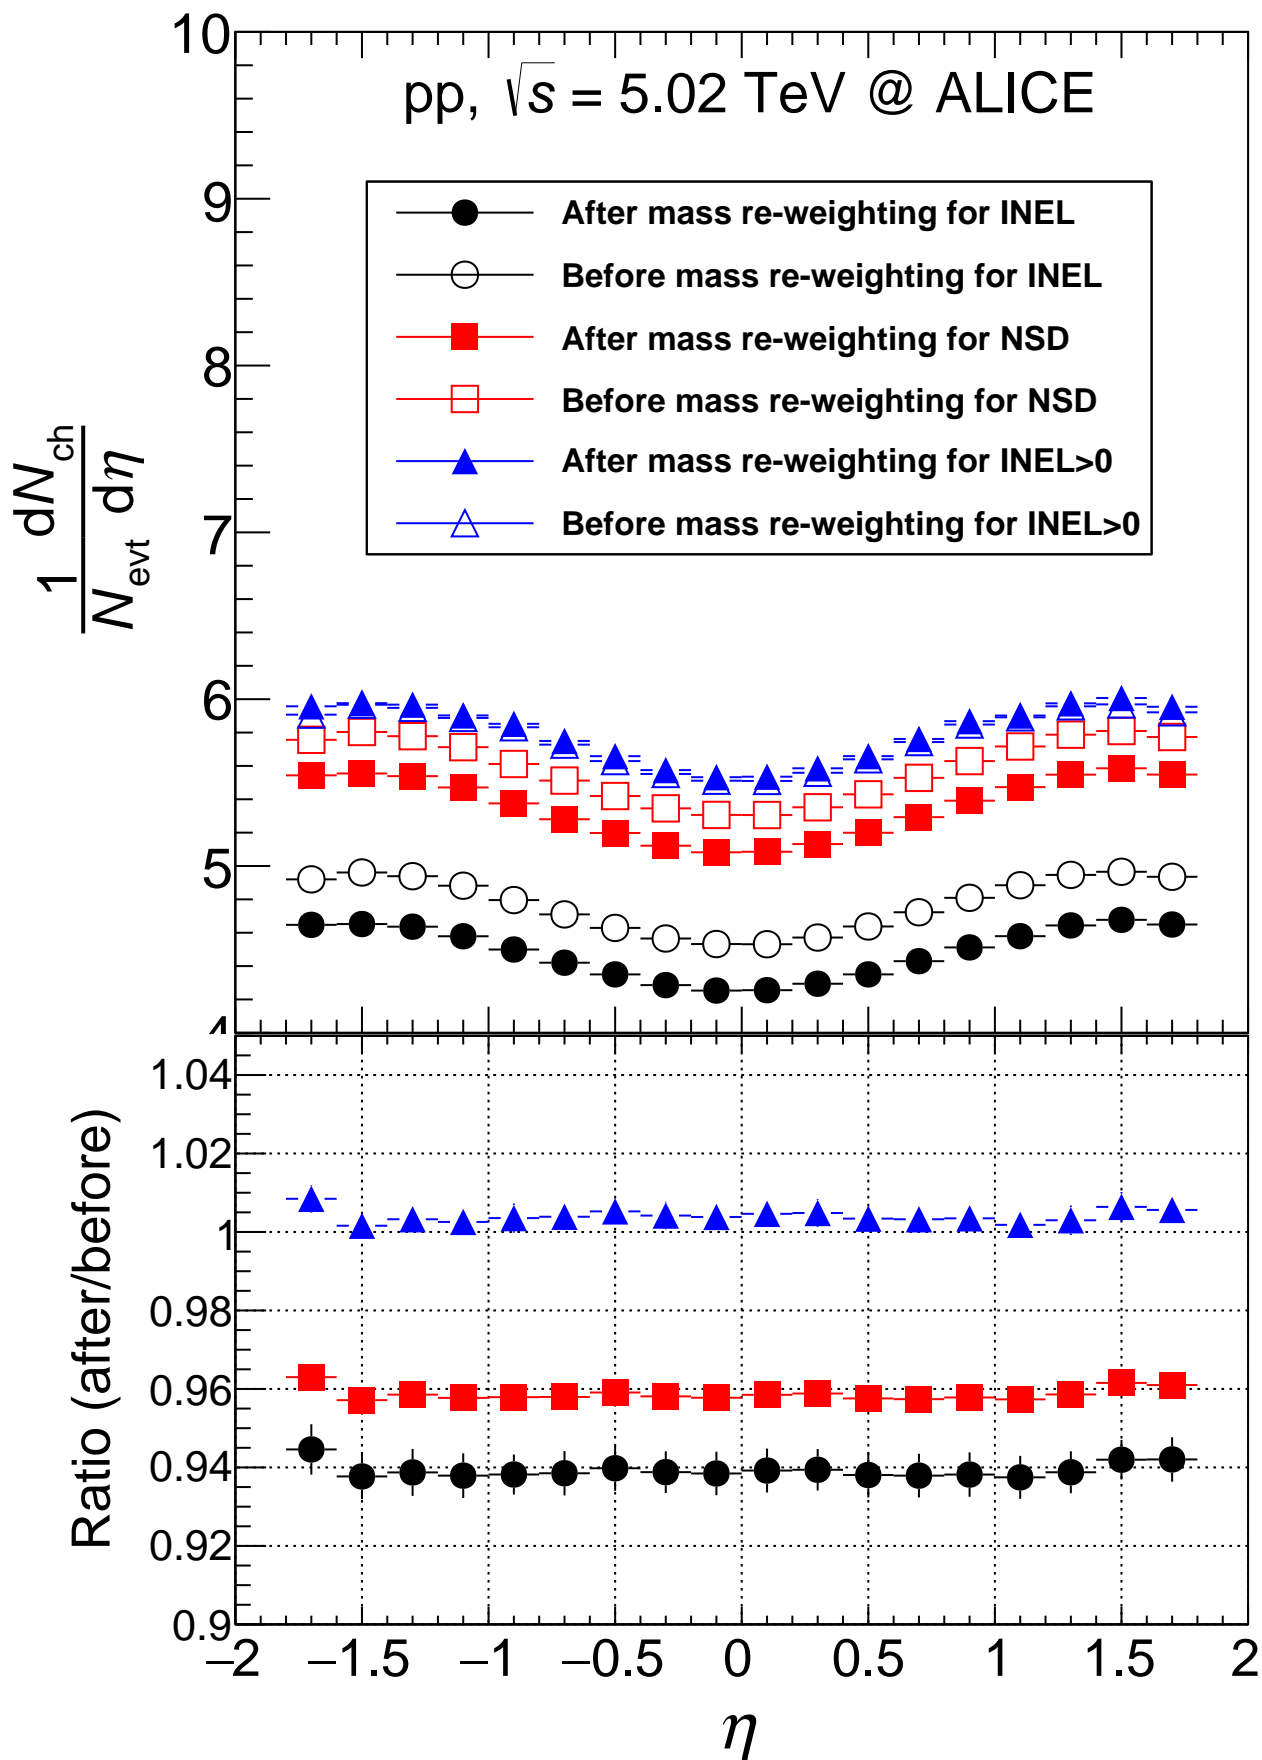 pp, √s = 5.02 TeV @ ALICE
After mass re-weighting for INEL
Before mass re-weighting for INEL
After mass re-weighting for NSD
Before mass re-weighting for NSD
After mass re-weighting for INEL>0
Before mass re-weighting for INEL>0
1 dN_ch
N_evt dη
10
9
8
7
6
5
4
Ratio (after/before)
1.04
1.02
1
0.98
0.96
0.94
0.92
0.9
−2 −1.5 −1 −0.5 0 0.5 1 1.5 2
η